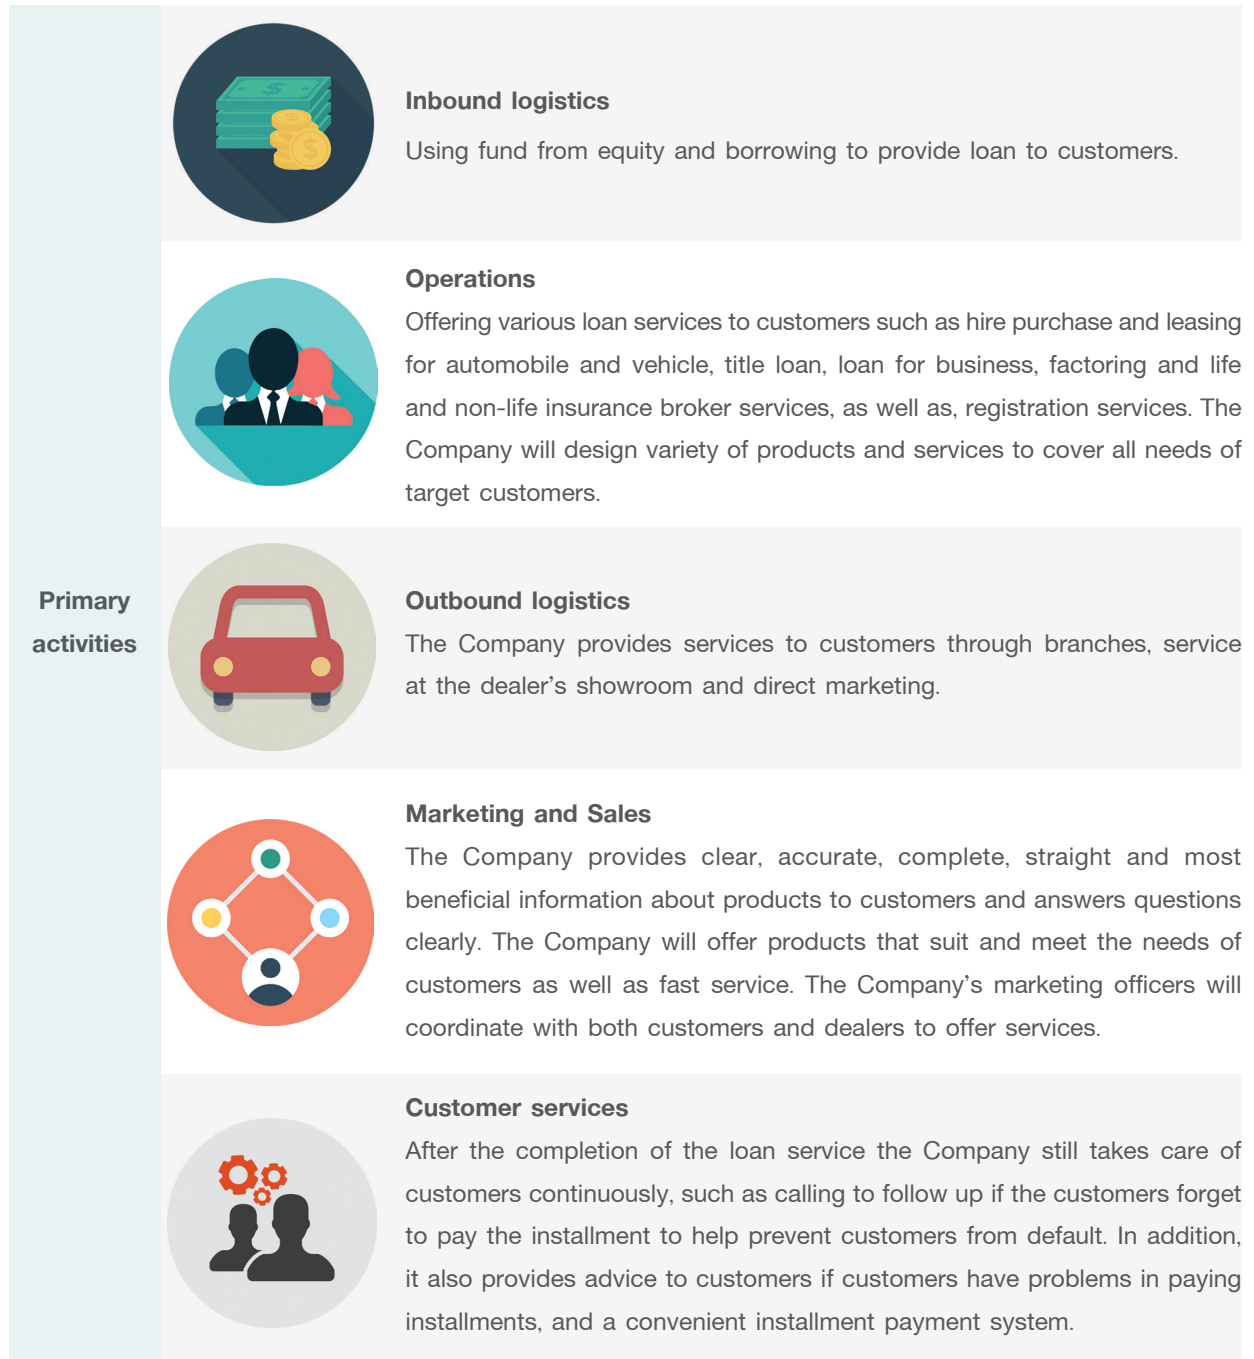 Primary
activities
Inbound logistics
Using fund from equity and borrowing to provide loan to customers.
Operations
Offering various loan services to customers such as hire purchase and leasing
for automobile and vehicle, title loan, loan for business, factoring and life
and non-life insurance broker services, as well as, registration services. The
Company will design variety of products and services to cover all needs of
target customers.
Outbound logistics
The Company provides services to customers through branches, service
at the dealer’s showroom and direct marketing.
Marketing and Sales
The Company provides clear, accurate, complete, straight and most
beneficial information about products to customers and answers questions
clearly. The Company will offer products that suit and meet the needs of
customers as well as fast service. The Company’s marketing officers will
coordinate with both customers and dealers to offer services.
Customer services
After the completion of the loan service the Company still takes care of
customers continuously, such as calling to follow up if the customers forget
to pay the installment to help prevent customers from default. In addition,
it also provides advice to customers if customers have problems in paying
installments, and a convenient installment payment system.